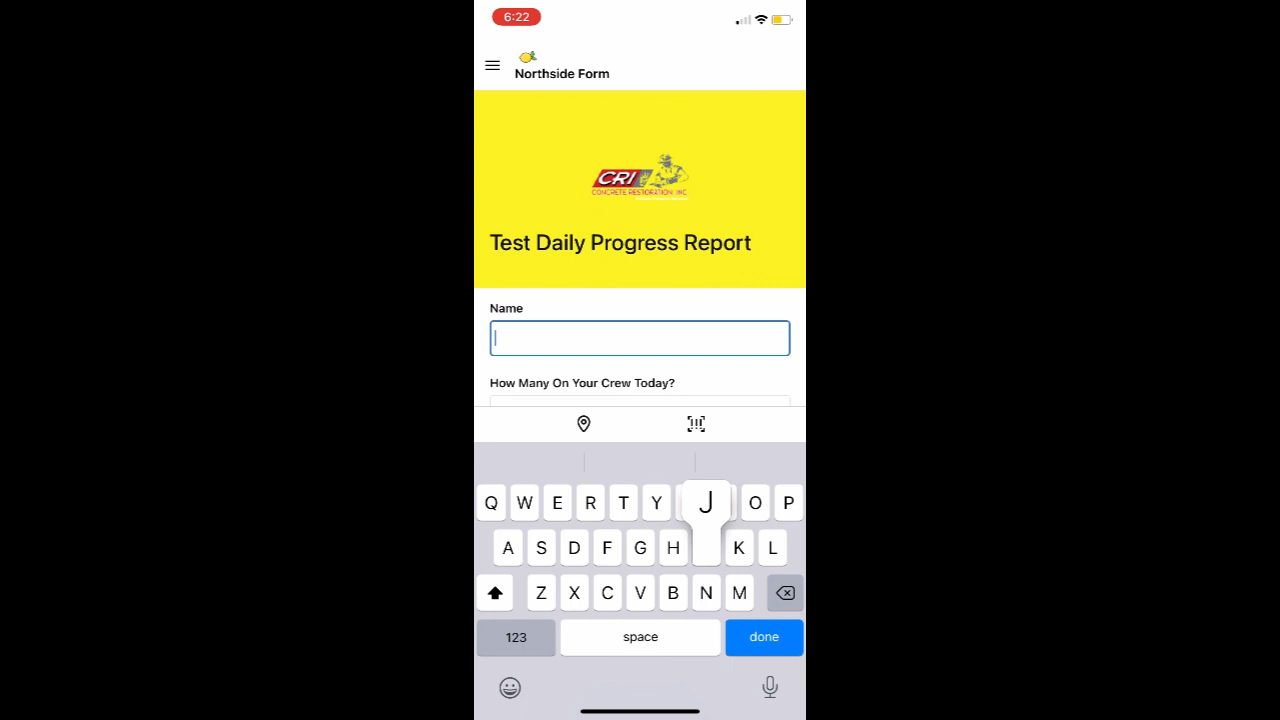 6:22
Northside Form
CRI
CONCRETE RESTORATION INC
Test Daily Progress Report
Name
How Many On Your Crew Today?
Q W E R T Y J O P
A S D F G H K L
Z X C V B N M
123 space done